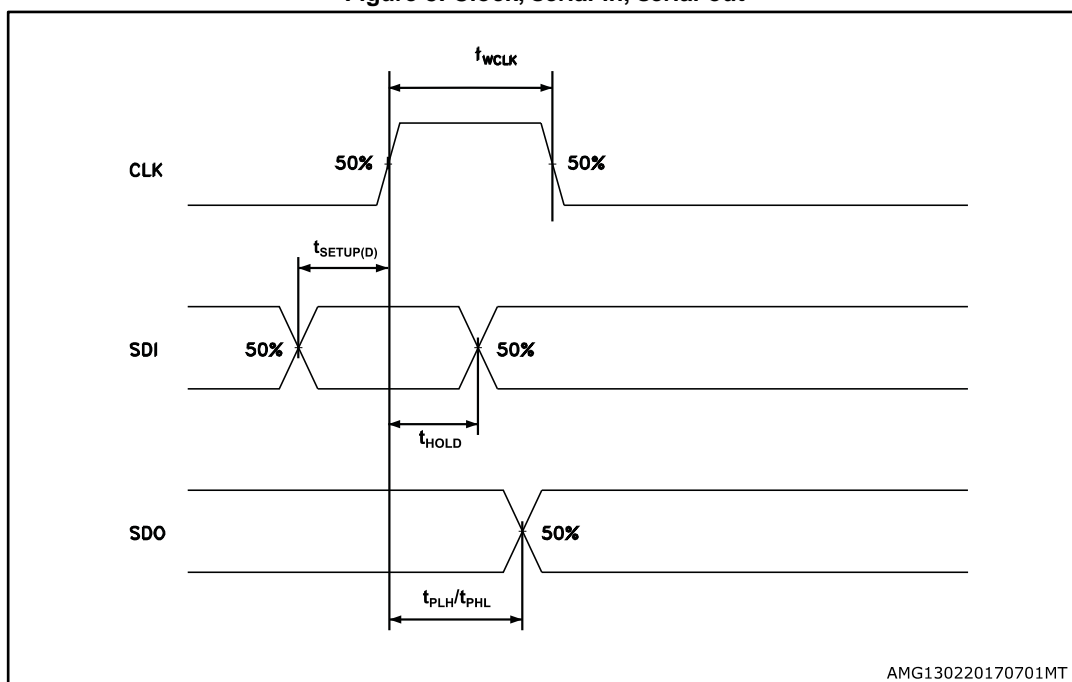 tWCLK
CLK
50%
50%
tSETUP(D)
SDI
50%
50%
tHOLD
SDO
50%
tPLH/tPHL
AMG130220170701MT